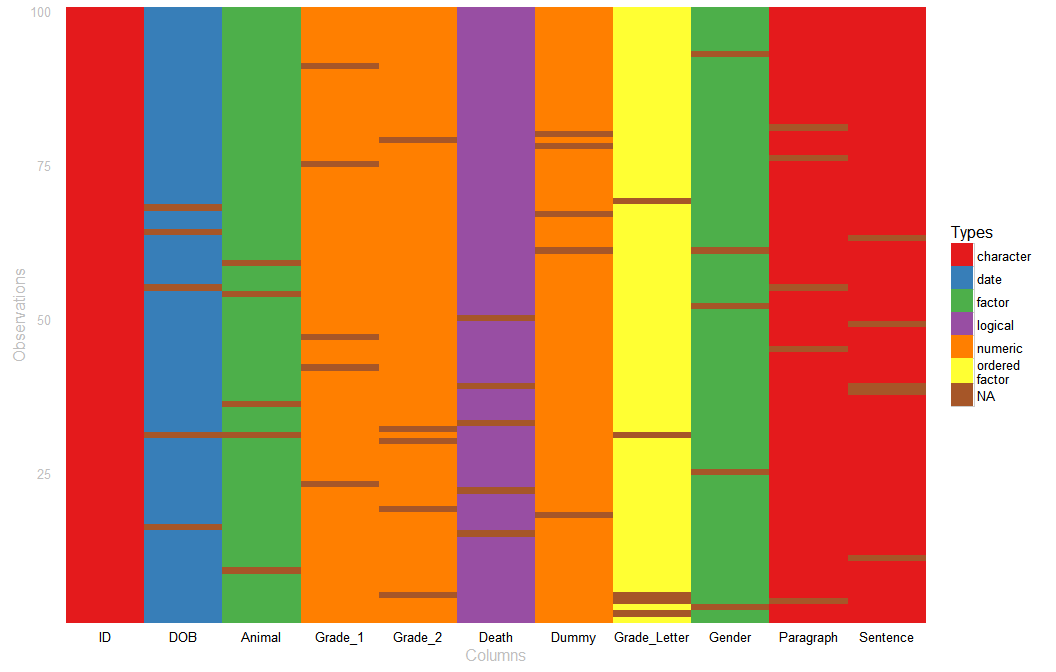 100
75
50
25
Observations
ID DOB Animal Grade_1 Grade_2 Death Dummy Grade_Letter Gender Paragraph Sentence
Columns
Types
character
date
factor
logical
numeric
ordered
factor
NA